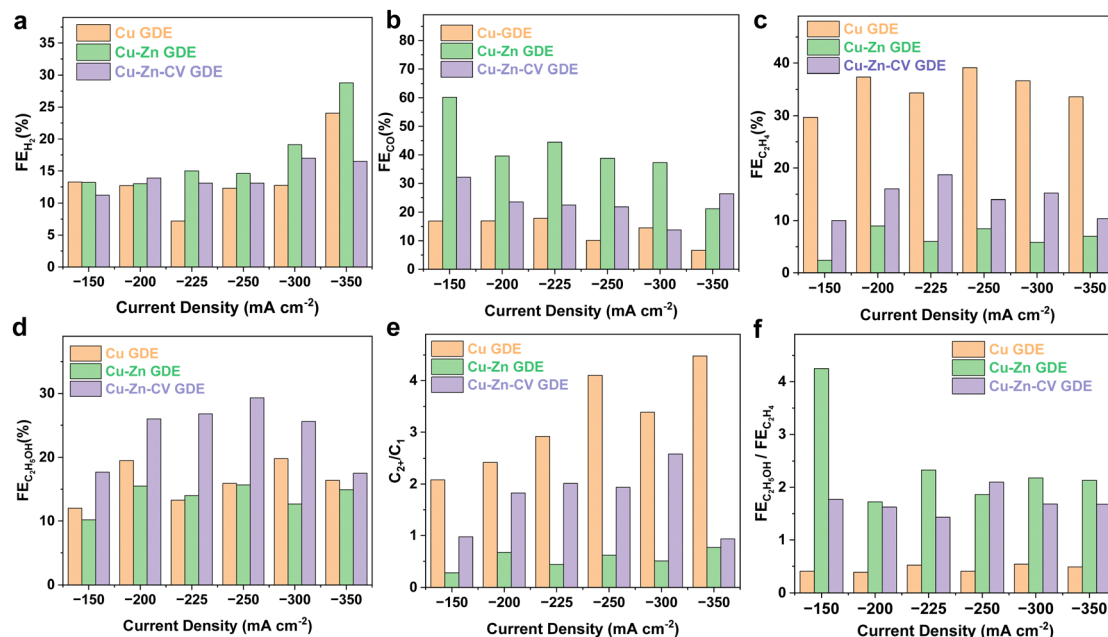 a
Cu GDE
Cu-Zn GDE
Cu-Zn-CV GDE
FE_H₂(%)
35
30
25
20
15
10
5
0
−150
−200
−225
−250
−300
−350
Current Density (mA cm⁻²)
b
Cu-GDE
Cu-Zn GDE
Cu-Zn-CV GDE
FE_CO(%)
90
80
70
60
50
40
30
20
10
0
−150
−200
−225
−250
−300
−350
Current Density (mA cm⁻²)
c
Cu GDE
Cu-Zn GDE
Cu-Zn-CV GDE
FE_C₂H₄(%)
40
30
20
10
0
−150
−200
−225
−250
−300
−350
Current Density (mA cm⁻²)
d
Cu GDE
Cu-Zn GDE
Cu-Zn-CV GDE
FE_C₂H₅OH(%)
30
20
10
0
−150
−200
−225
−250
−300
−350
Current Density (mA cm⁻²)
e
Cu GDE
Cu-Zn GDE
Cu-Zn-CV GDE
C₂₊/C₁
4
3
2
1
0
−150
−200
−225
−250
−300
−350
Current Density (mA cm⁻²)
f
Cu GDE
Cu-Zn GDE
Cu-Zn-CV GDE
FE_C₂H₅OH / FE_C₂H₄
4
3
2
1
0
−150
−200
−225
−250
−300
−350
Current Density (mA cm⁻²)